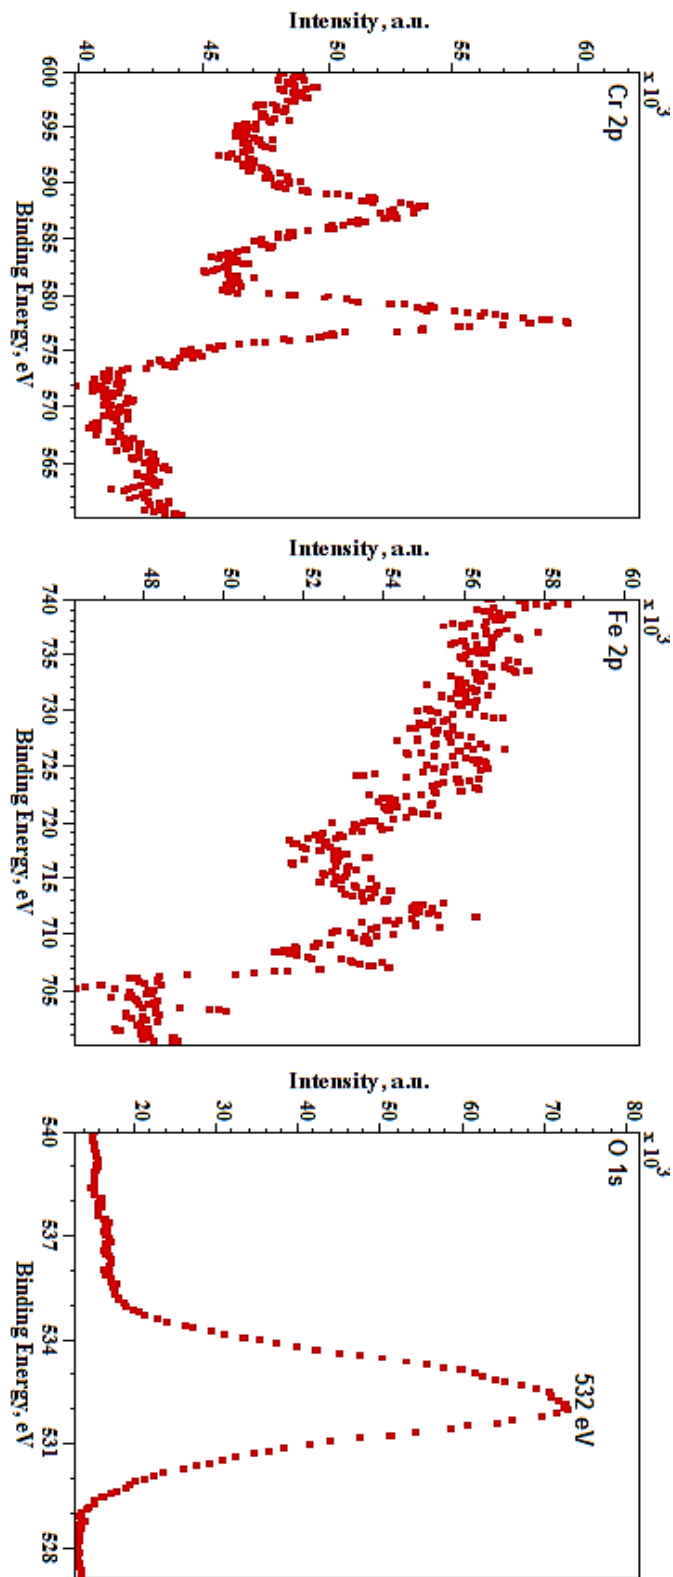 Cr 2p
x 10³
60
55
50
45
40
Intensity, a.u.
600 595 590 585 580 575 570 565
Binding Energy, eV
Fe 2p
x 10³
60
58
56
54
52
50
48
Intensity, a.u.
740 735 730 725 720 715 710 705
Binding Energy, eV
O 1s
x 10³
80
70
60
50
40
30
20
Intensity, a.u.
532 eV
540 537 534 531 528
Binding Energy, eV